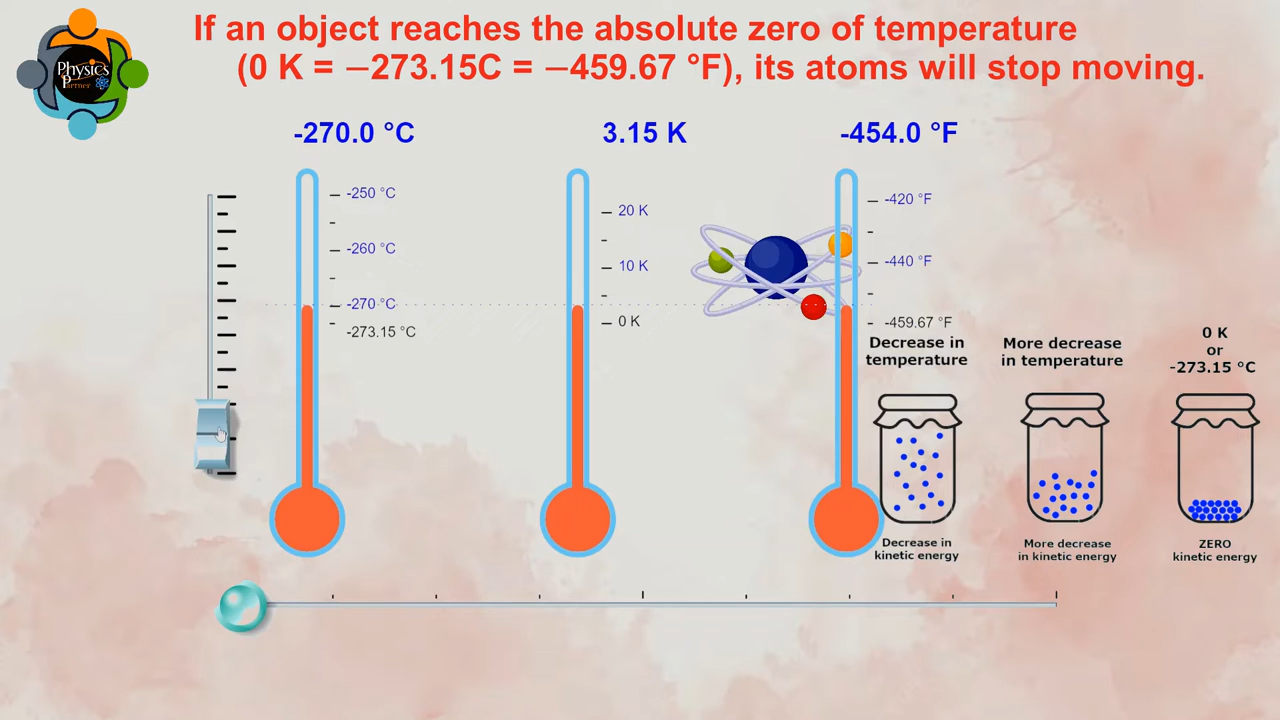 If an object reaches the absolute zero of temperature
(0 K = −273.15C = −459.67 °F), its atoms will stop moving.
Physics
Partner
-270.0 °C
3.15 K
-454.0 °F
-250 °C
-260 °C
-270 °C
-273.15 °C
20 K
10 K
0 K
-420 °F
-440 °F
-459.67 °F
Decrease in
temperature
More decrease
in temperature
0 K
or
-273.15 °C
Decrease in
kinetic energy
More decrease
in kinetic energy
ZERO
kinetic energy